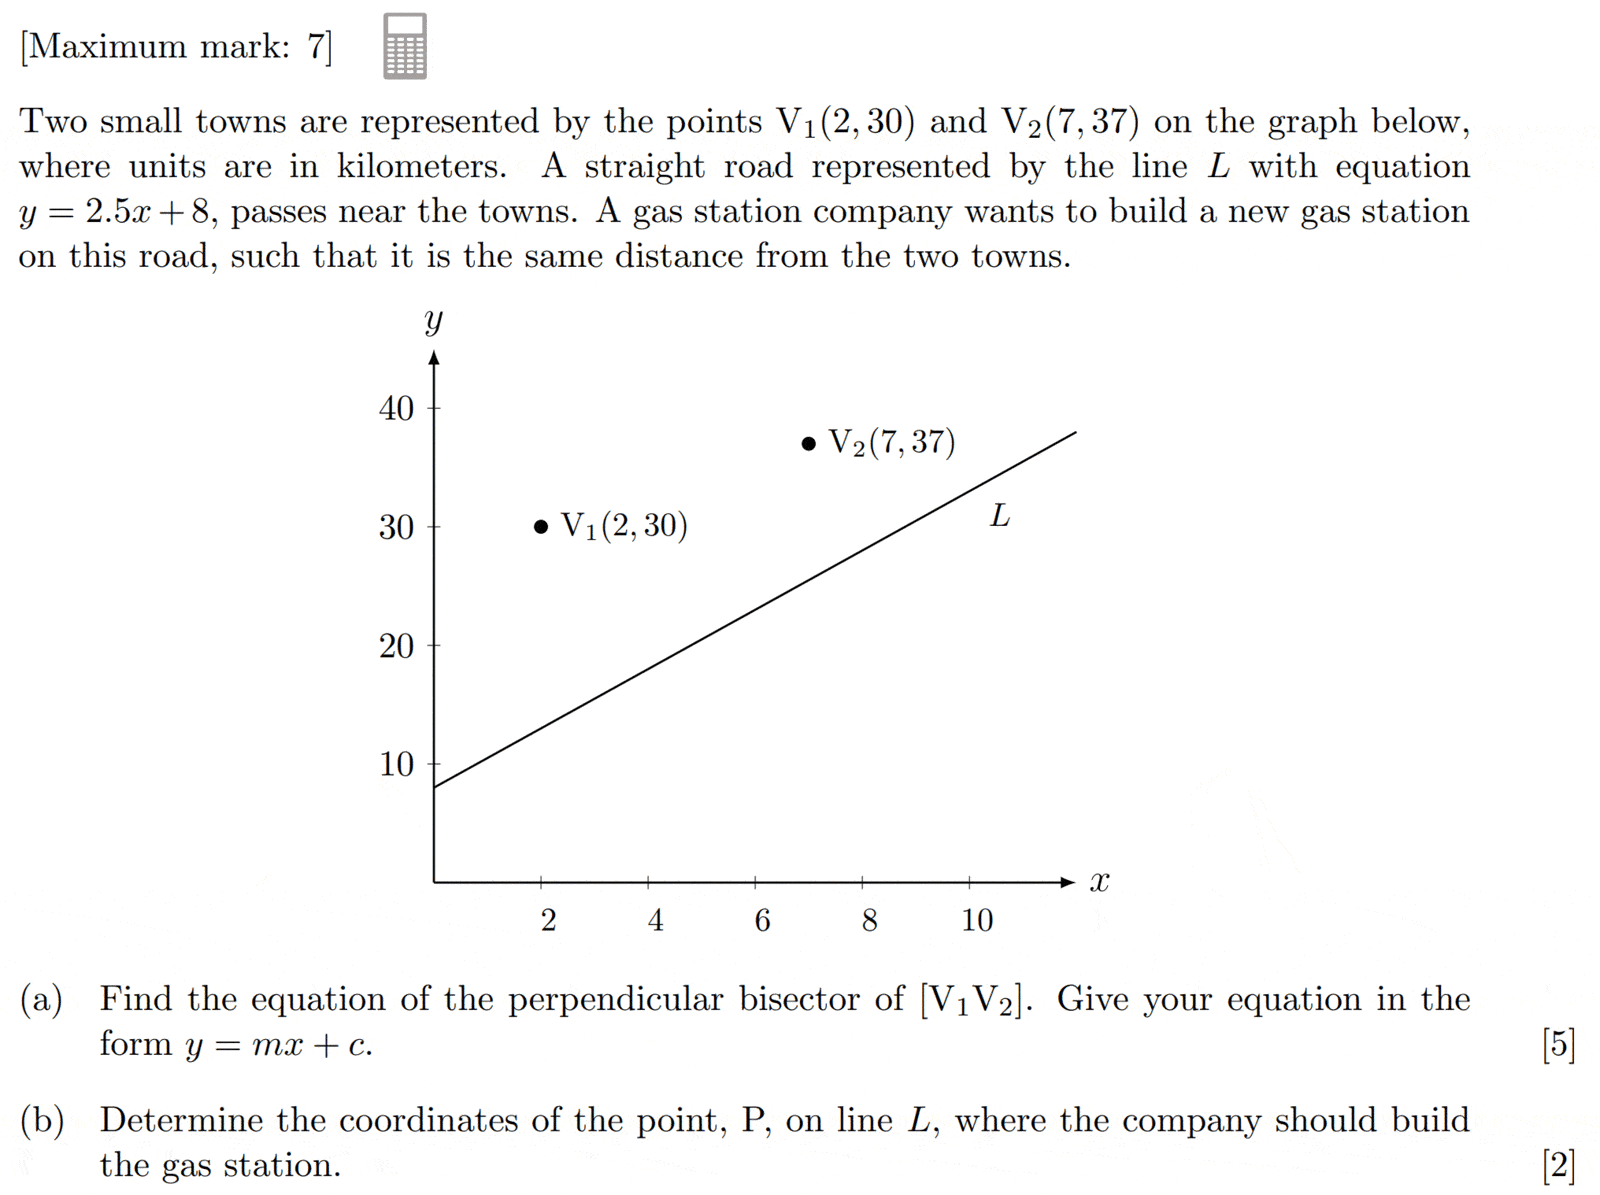 [Maximum mark: 7]
Two small towns are represented by the points V₁(2, 30) and V₂(7, 37) on the graph below,
where units are in kilometers. A straight road represented by the line L with equation
y = 2.5x + 8, passes near the towns. A gas station company wants to build a new gas station
on this road, such that it is the same distance from the two towns.
y
40
V₂(7, 37)
L
30
V₁(2, 30)
20
10
x
2 4 6 8 10
(a) Find the equation of the perpendicular bisector of [V₁V₂]. Give your equation in the
form y = mx + c. [5]
(b) Determine the coordinates of the point, P, on line L, where the company should build
the gas station. [2]